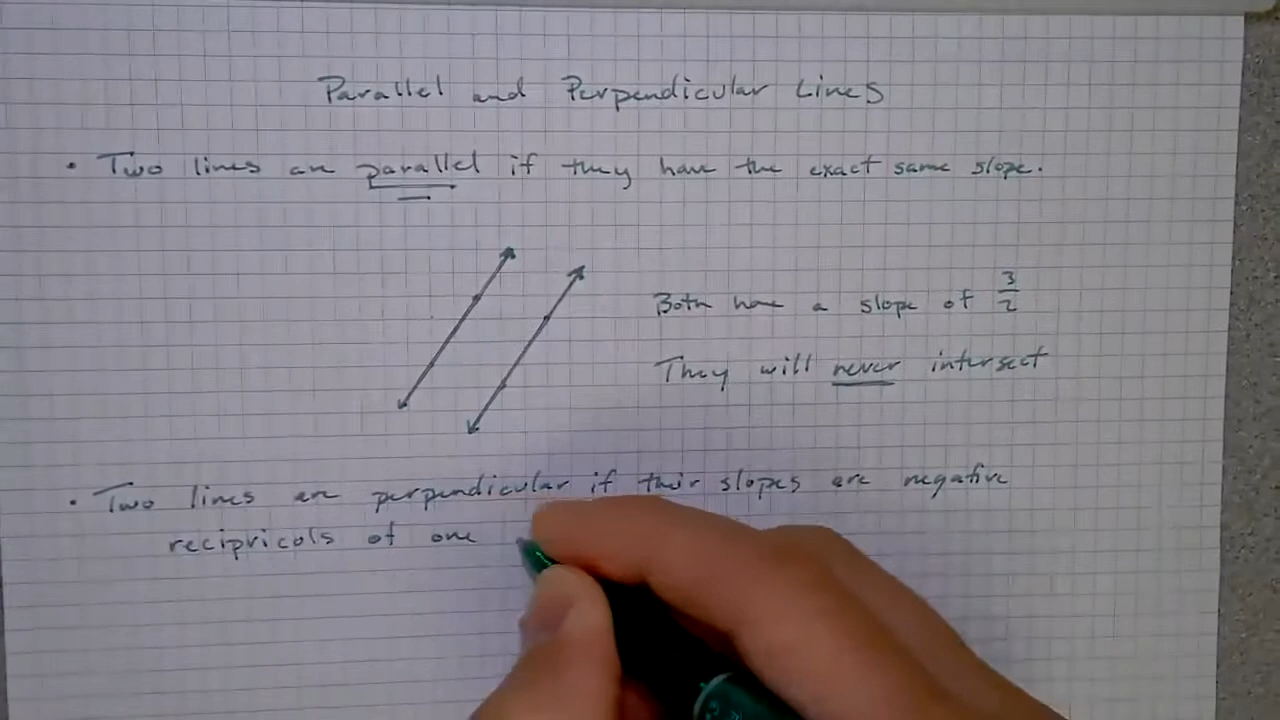 Parallel and Perpendicular Lines
• Two lines are parallel if they have the exact same slope.
Both have a slope of 3/2
They will never intersect
• Two lines are perpendicular if their slopes are negative
recipricols of one